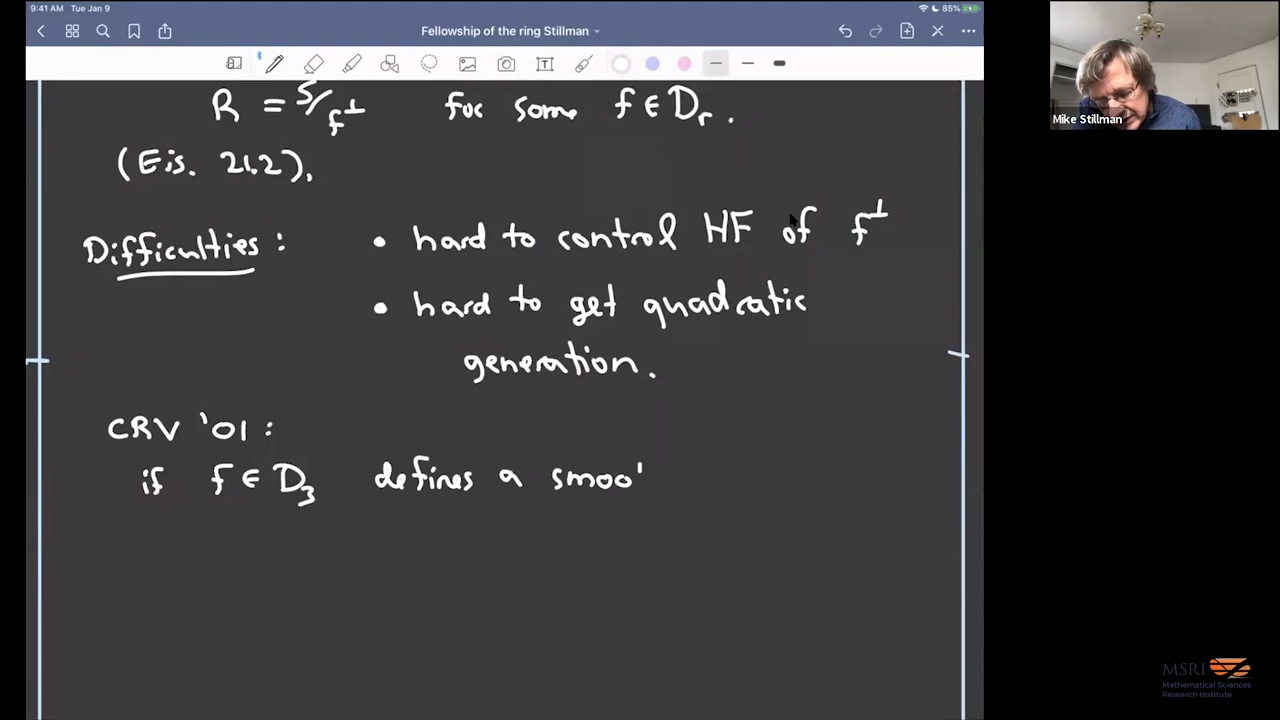 9:41 AM Tue Jan 9
85%
Fellowship of the ring Stillman
R = S/f⊥ for some f ∈ D_r.
(Eis. 21.2),
Difficulties: • hard to control HF of f⊥
• hard to get quadratic
generation.
CRV '01:
if f ∈ D_3 defines a smoo
Mike Stillman
MSRI
Mathematical Sciences
Research Institute